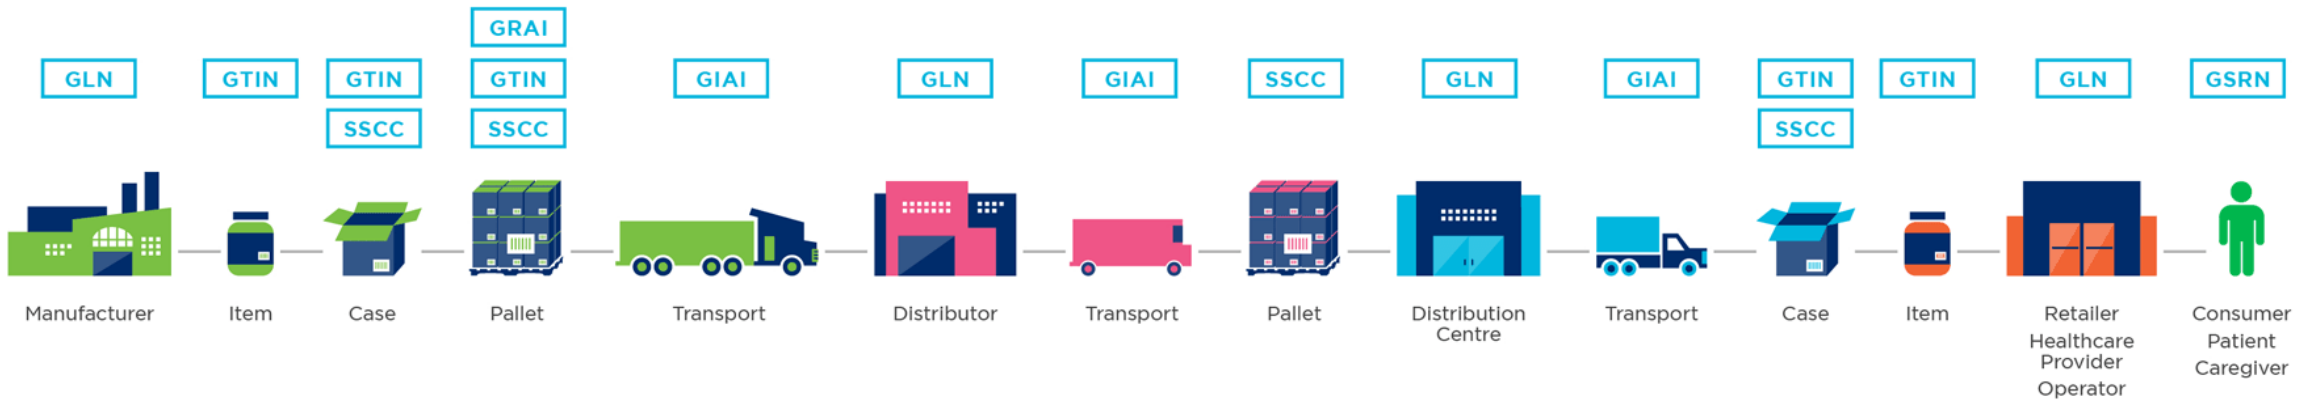 GRAI
GLN GTIN GTIN GTIN GIAI GLN GIAI SSCC GLN GIAI GTIN GTIN GLN GSRN
SSCC SSCC SSCC
Manufacturer Item Case Pallet Transport Distributor Transport Pallet Distribution Transport Case Item Retailer Consumer
Centre
Healthcare Patient
Provider Caregiver
Operator